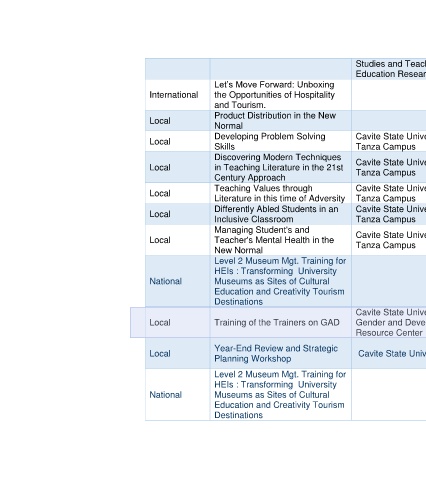 Studies and Teach
Education Resear
International
Let's Move Forward: Unboxing
the Opportunities of Hospitality
and Tourism.
Local
Product Distribution in the New
Normal
Local
Developing Problem Solving
Skills
Cavite State Unive
Tanza Campus
Local
Discovering Modern Techniques
in Teaching Literature in the 21st
Century Approach
Cavite State Unive
Tanza Campus
Local
Teaching Values through
Literature in this time of Adversity
Cavite State Unive
Tanza Campus
Local
Differently Abled Students in an
Inclusive Classroom
Cavite State Unive
Tanza Campus
Local
Managing Student's and
Teacher's Mental Health in the
New Normal
Cavite State Unive
Tanza Campus
National
Level 2 Museum Mgt. Training for
HEIs : Transforming University
Museums as Sites of Cultural
Education and Creativity Tourism
Destinations
Local
Training of the Trainers on GAD
Cavite State Unive
Gender and Deve
Resource Center
Local
Year-End Review and Strategic
Planning Workshop
Cavite State Univ
National
Level 2 Museum Mgt. Training for
HEIs : Transforming University
Museums as Sites of Cultural
Education and Creativity Tourism
Destinations